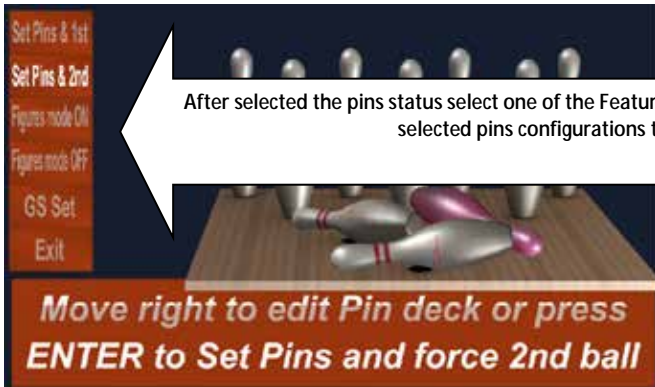 Set Pins & 1st
Set Pins & 2nd
Figures mode ON
Figures mode OFF
GS Set
Exit
After selected the pins status select one of the Featur
selected pins configurations t
Move right to edit Pin deck or press
ENTER to Set Pins and force 2nd ball